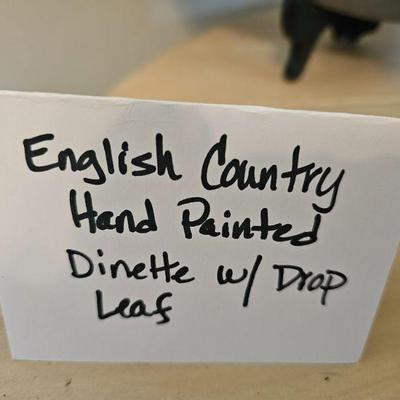 English Country
Hand Painted
Dinette w/ Drop
Leaf